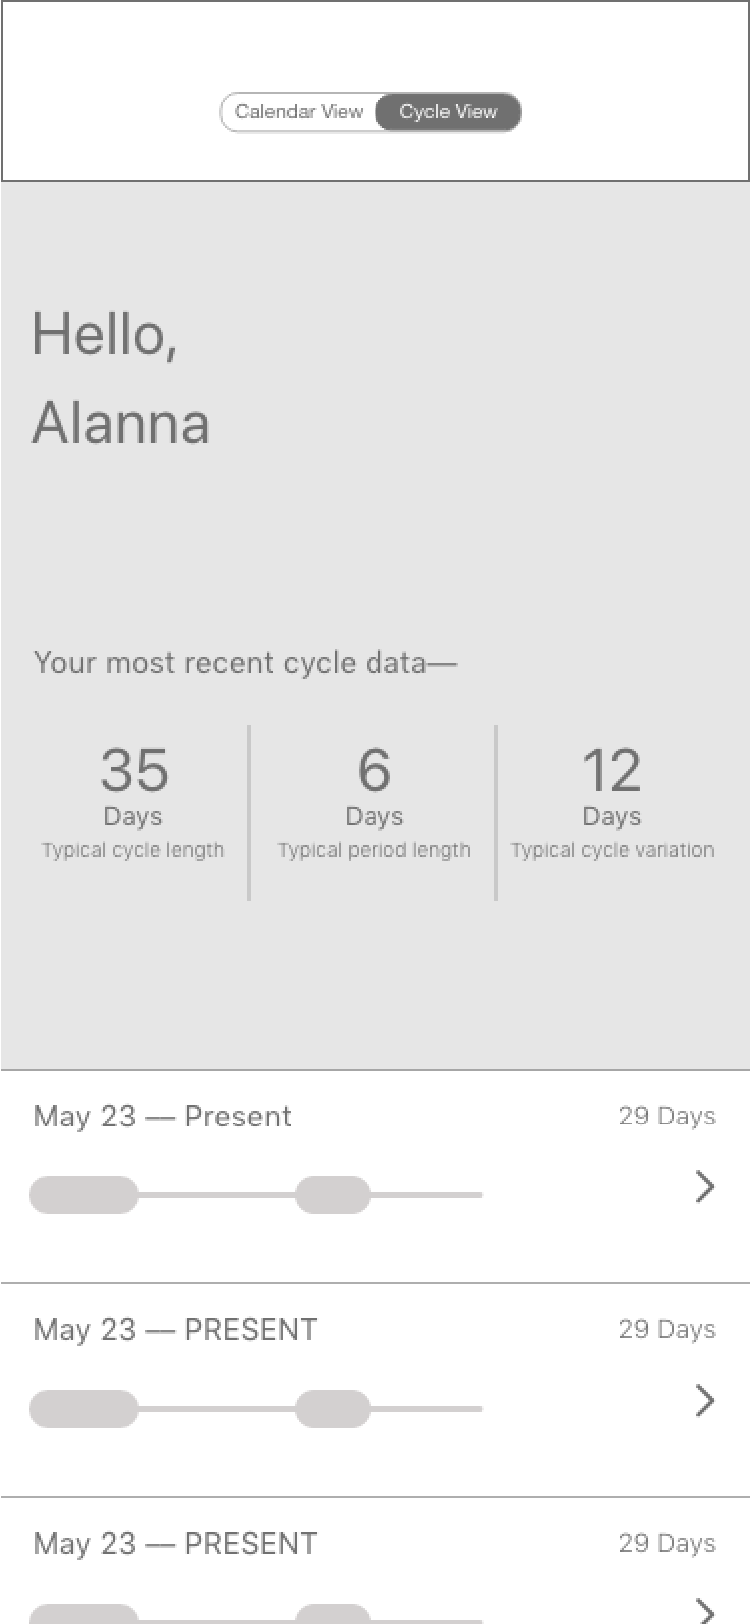 Calendar View Cycle View
Hello,
Alanna
Your most recent cycle data—
35 6 12
Days Days Days
Typical cycle length Typical period length Typical cycle variation
May 23 — Present 29 Days
May 23 — PRESENT 29 Days
May 23 — PRESENT 29 Days